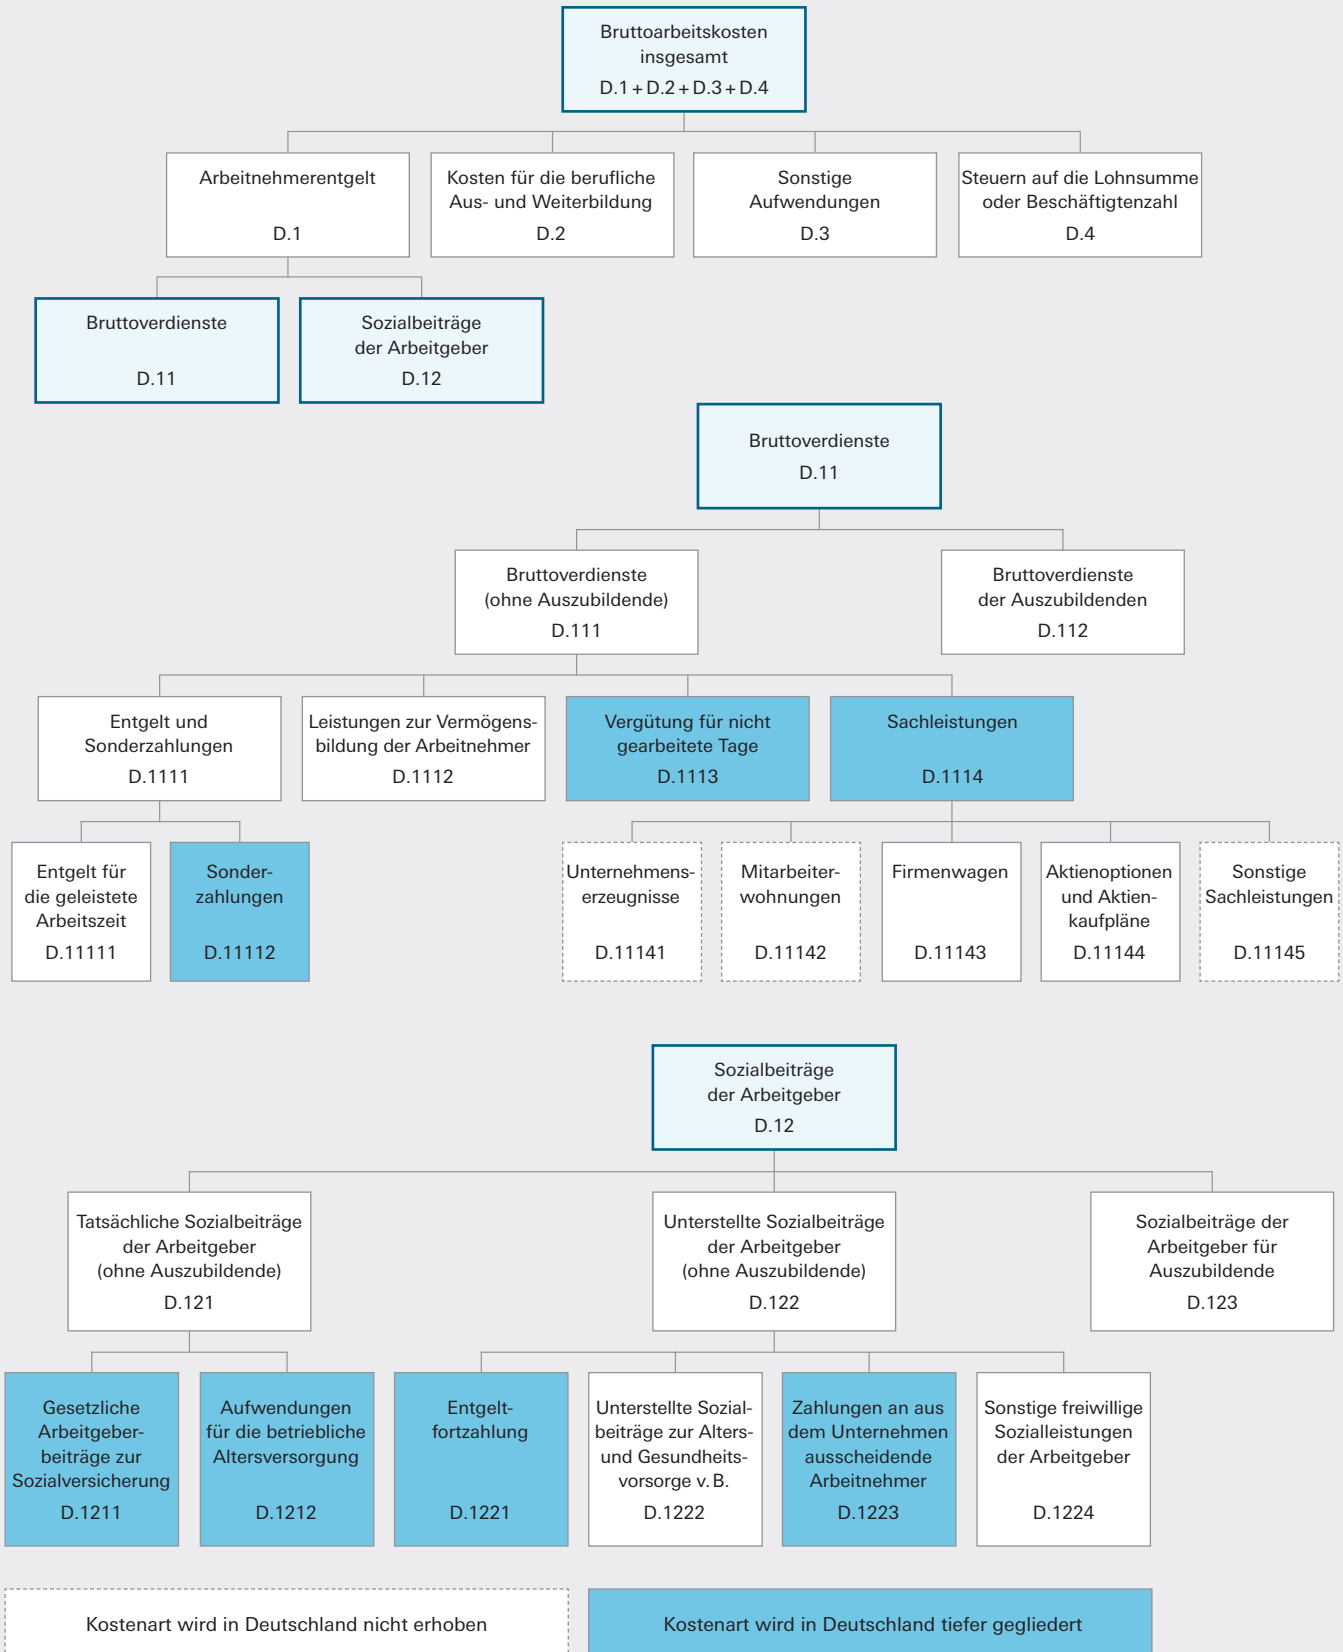 Bruttoarbeitskosten
insgesamt
D.1 + D.2 + D.3 + D.4
Arbeitnehmerentgelt
D.1
Kosten für die berufliche
Aus- und Weiterbildung
D.2
Sonstige
Aufwendungen
D.3
Steuern auf die Lohnsumme
oder Beschäftigtenzahl
D.4
Bruttoverdienste
D.11
Sozialbeiträge
der Arbeitgeber
D.12
Bruttoverdienste
D.11
Bruttoverdienste
(ohne Auszubildende)
D.111
Bruttoverdienste
der Auszubildenden
D.112
Entgelt und
Sonderzahlungen
D.1111
Leistungen zur Vermögens-
bildung der Arbeitnehmer
D.1112
Vergütung für nicht
gearbeitete Tage
D.1113
Sachleistungen
D.1114
Entgelt für
die geleistete
Arbeitszeit
D.11111
Sonder-
zahlungen
D.11112
Unternehmens-
erzeugnisse
D.11141
Mitarbeiter-
wohnungen
D.11142
Firmenwagen
D.11143
Aktienoptionen
und Aktien-
kaufpläne
D.11144
Sonstige
Sachleistungen
D.11145
Sozialbeiträge
der Arbeitgeber
D.12
Tatsächliche Sozialbeiträge
der Arbeitgeber
(ohne Auszubildende)
D.121
Unterstellte Sozialbeiträge
der Arbeitgeber
(ohne Auszubildende)
D.122
Sozialbeiträge der
Arbeitgeber für
Auszubildende
D.123
Gesetzliche
Arbeitgeber-
beiträge zur
Sozialversicherung
D.1211
Aufwendungen
für die betriebliche
Altersversorgung
D.1212
Entgelt-
fortzahlung
D.1221
Unterstellte Sozial-
beiträge zur Alters-
und Gesundheits-
vorsorge v. B.
D.1222
Zahlungen an aus
dem Unternehmen
ausscheidende
Arbeitnehmer
D.1223
Sonstige freiwillige
Sozialleistungen
der Arbeitgeber
D.1224
Kostenart wird in Deutschland nicht erhoben
Kostenart wird in Deutschland tiefer gegliedert